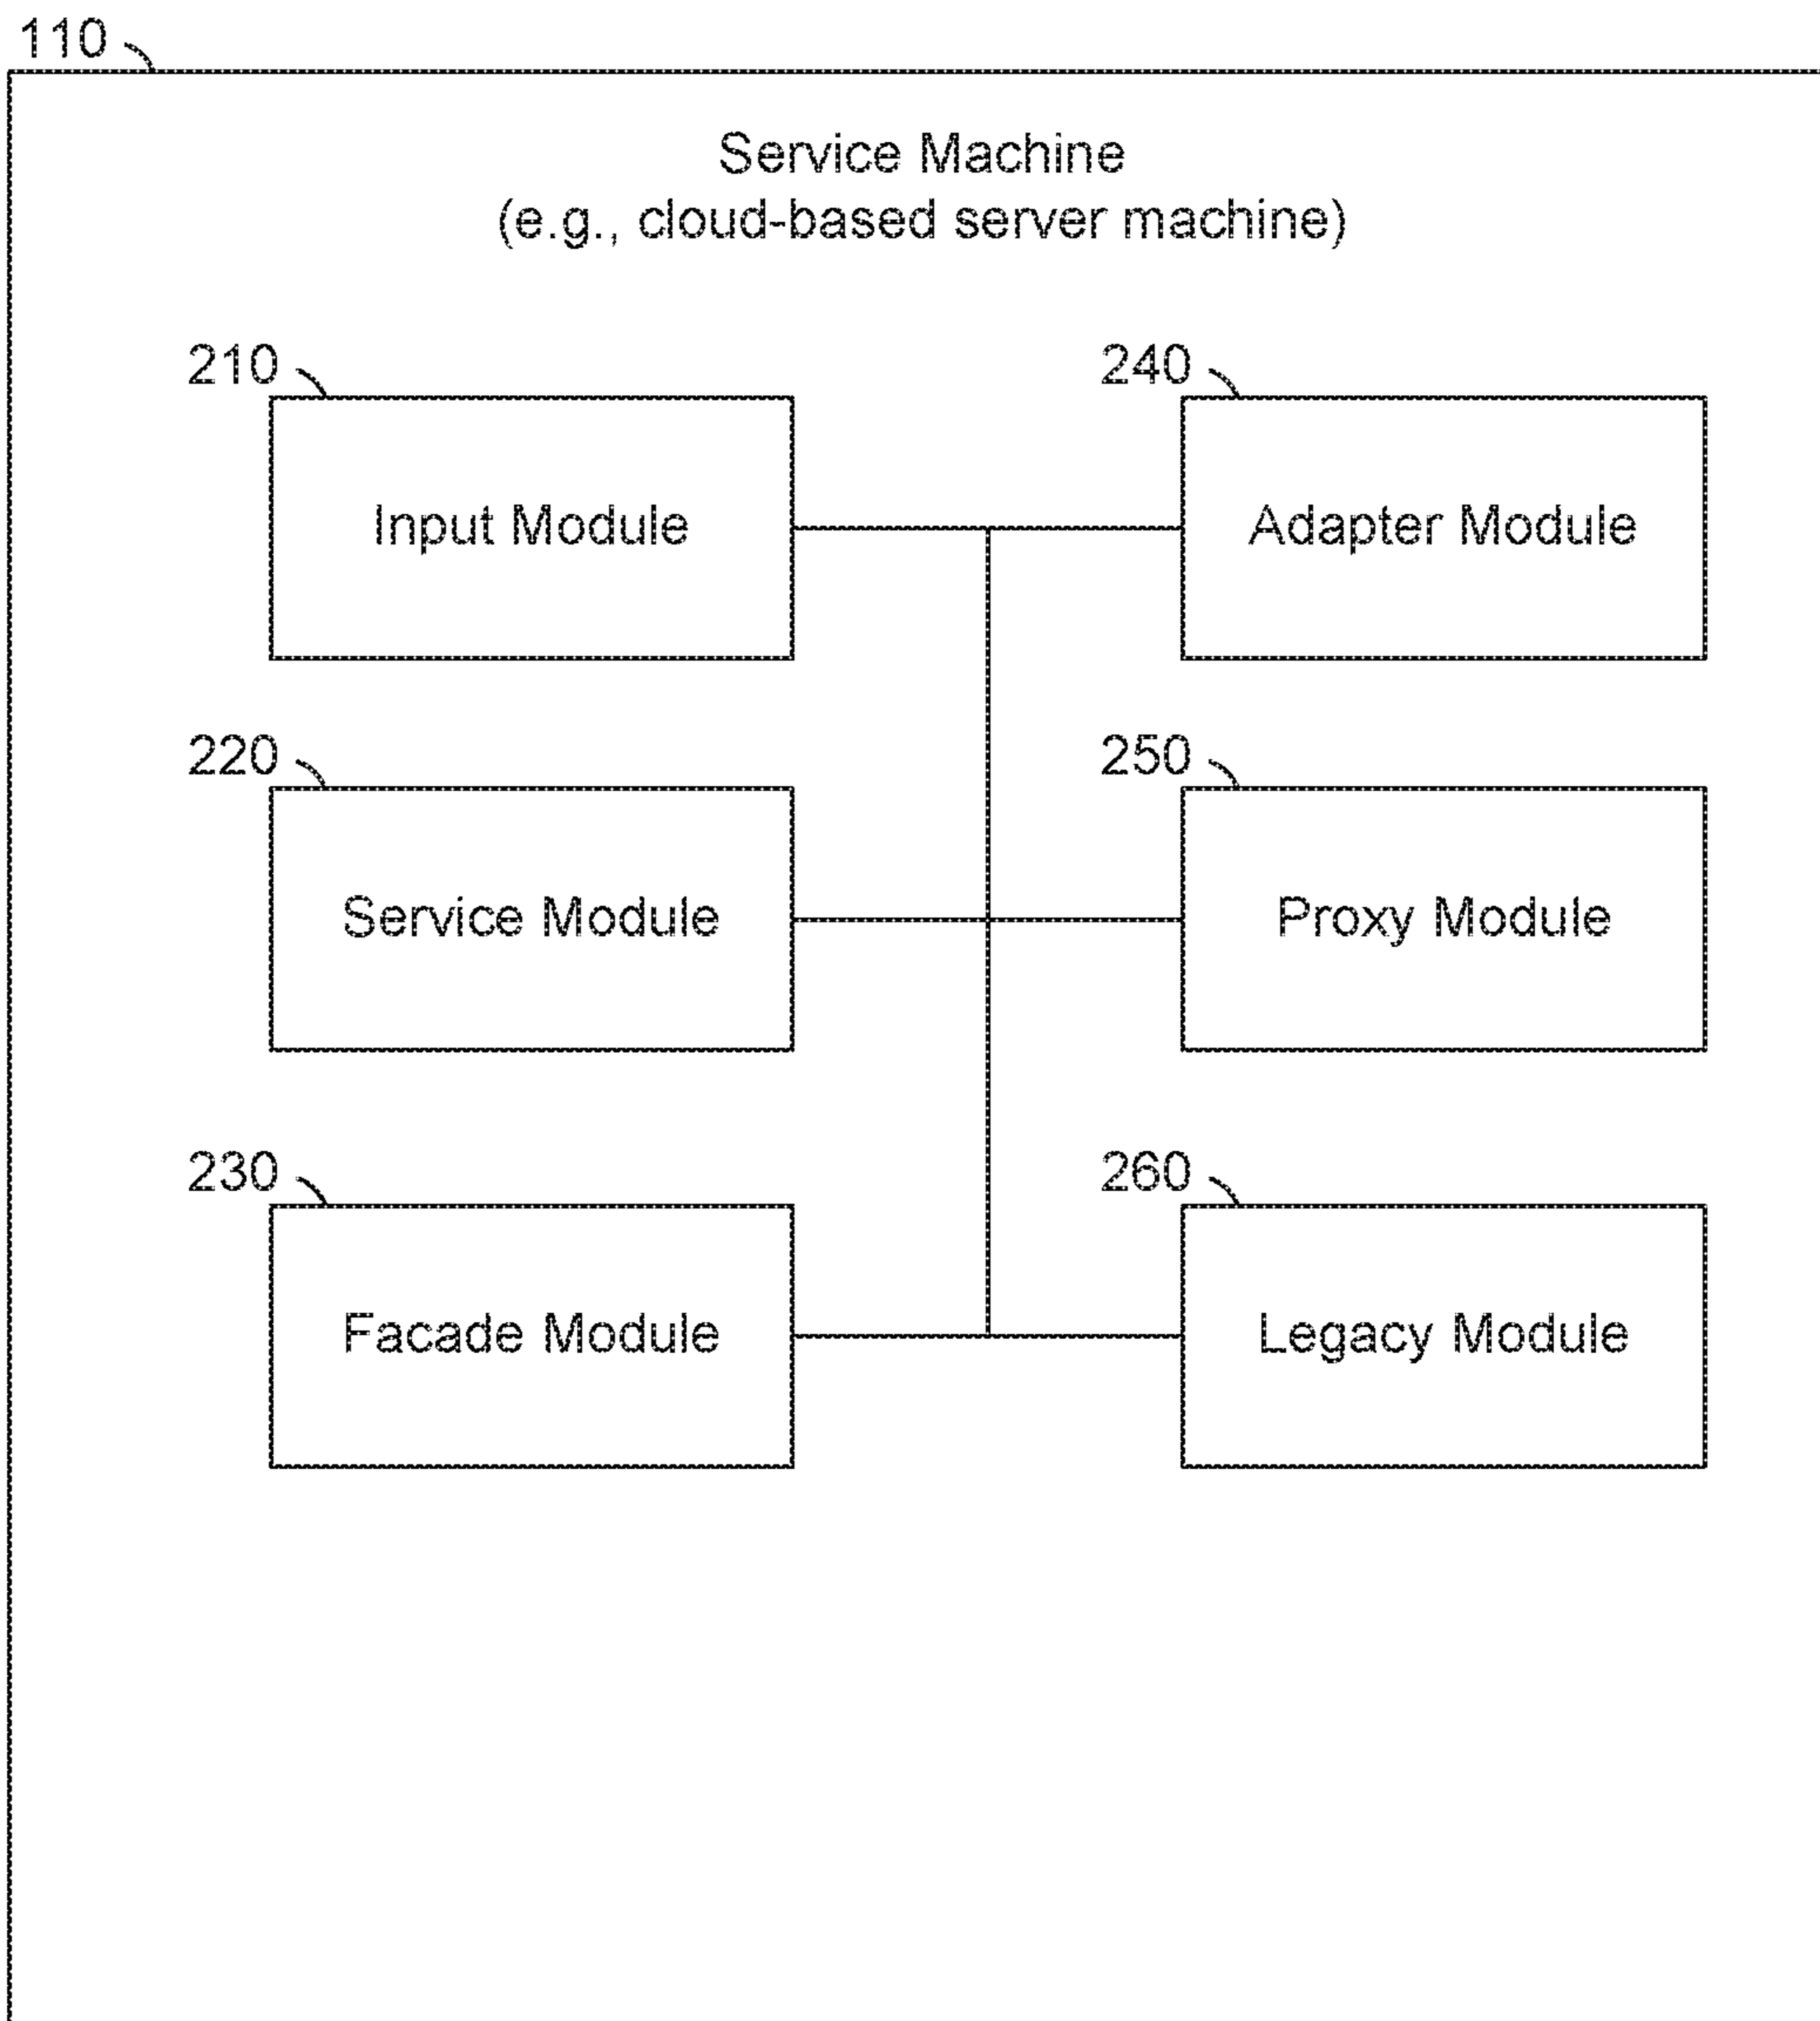 110
Service Machine
(e.g., cloud-based server machine)
210
240
Input Module
Adapter Module
220
250
Service Module
Proxy Module
230
260
Facade Module
Legacy Module